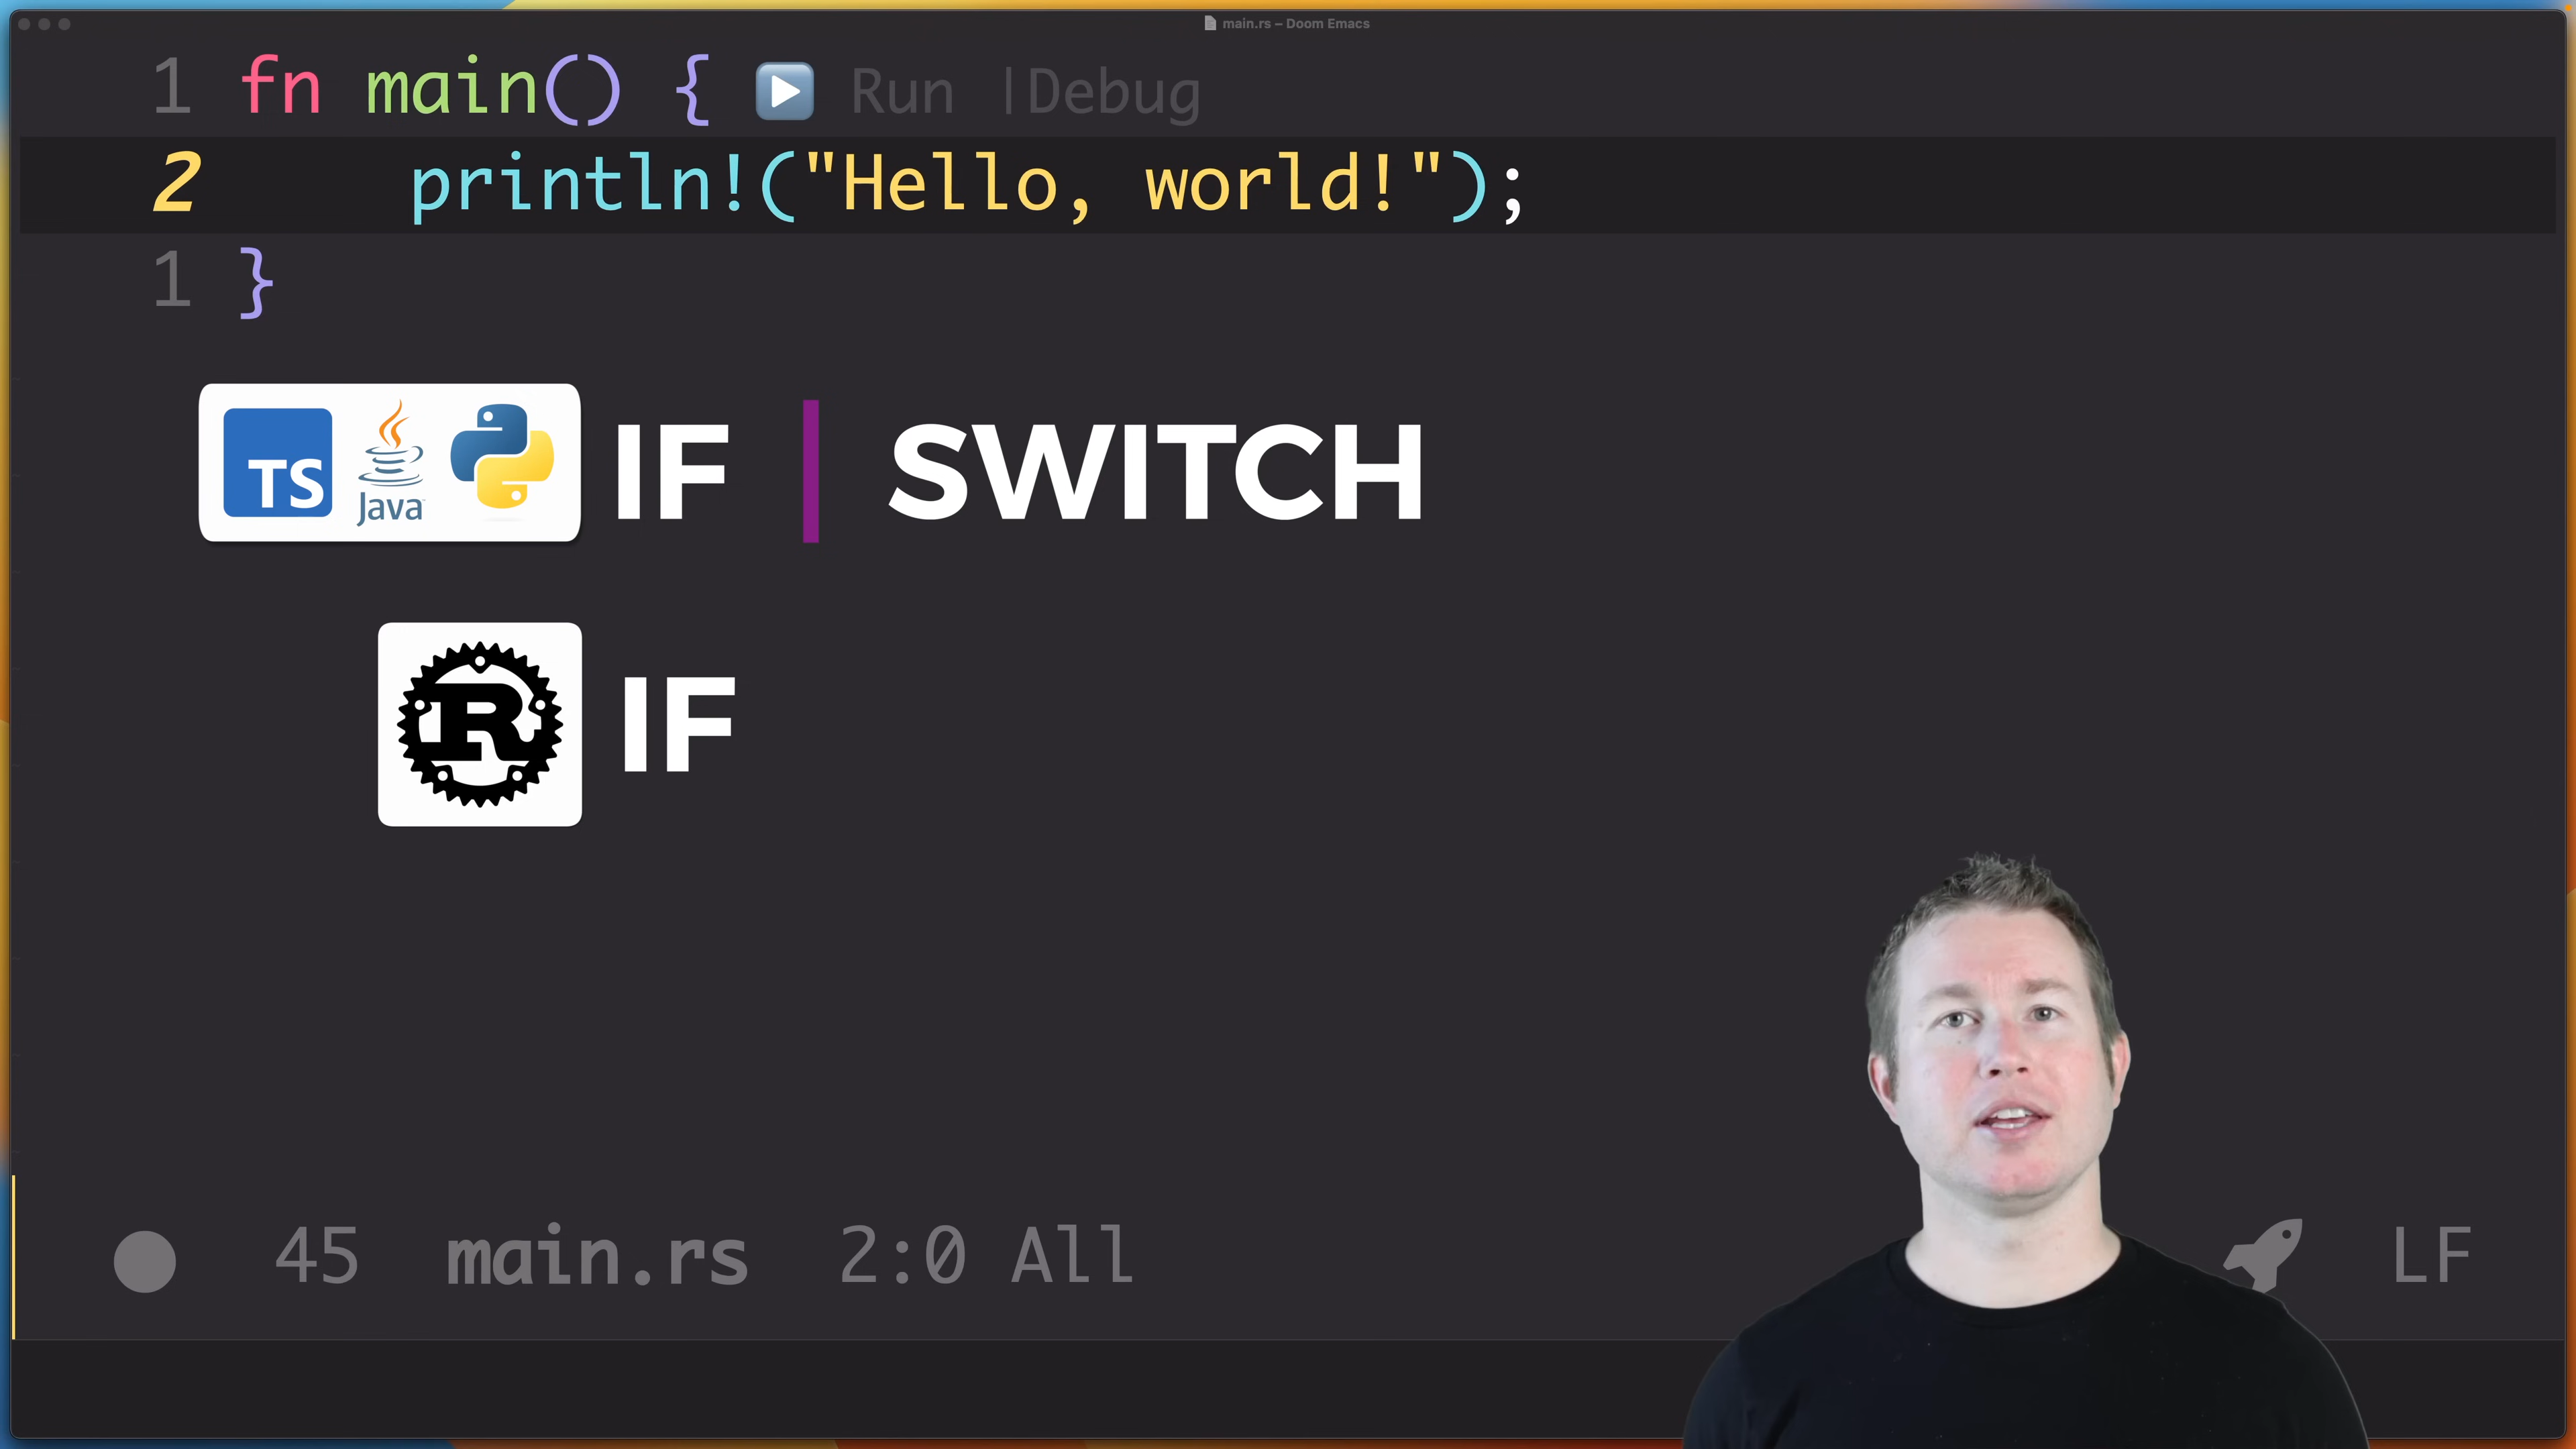 main.rs – Doom Emacs
1 fn main() { Run |Debug
2 println!("Hello, world!");
1 }
TS Java IF | SWITCH
R IF
45 main.rs 2:0 All LF